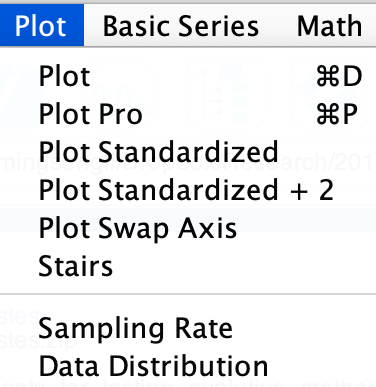 Plot Basic Series Math
Plot ⌘D
Plot Pro ⌘P
Plot Standardized
Plot Standardized + 2
Plot Swap Axis
Stairs
Sampling Rate
Data Distribution